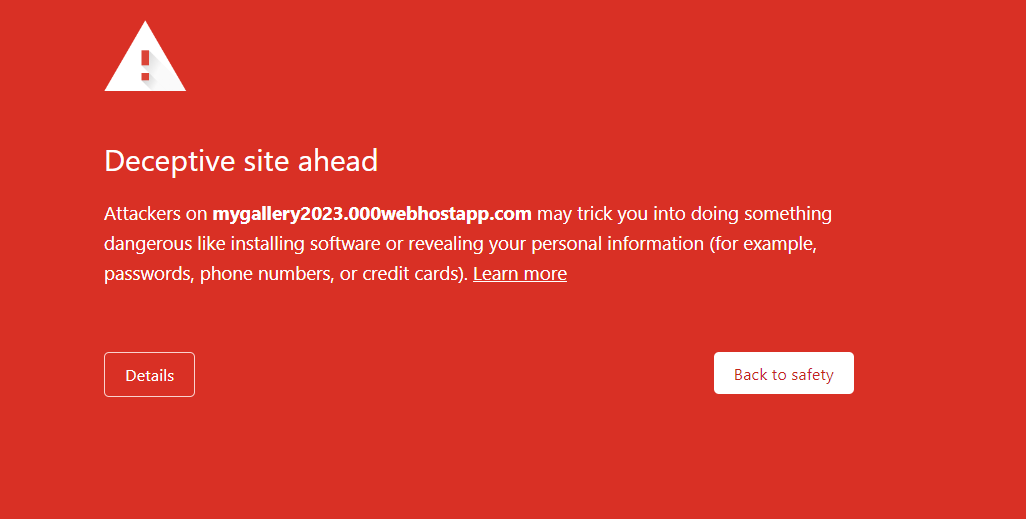 Deceptive site ahead
Attackers on mygallery2023.000webhostapp.com may trick you into doing something
dangerous like installing software or revealing your personal information (for example,
passwords, phone numbers, or credit cards). Learn more
Details
Back to safety